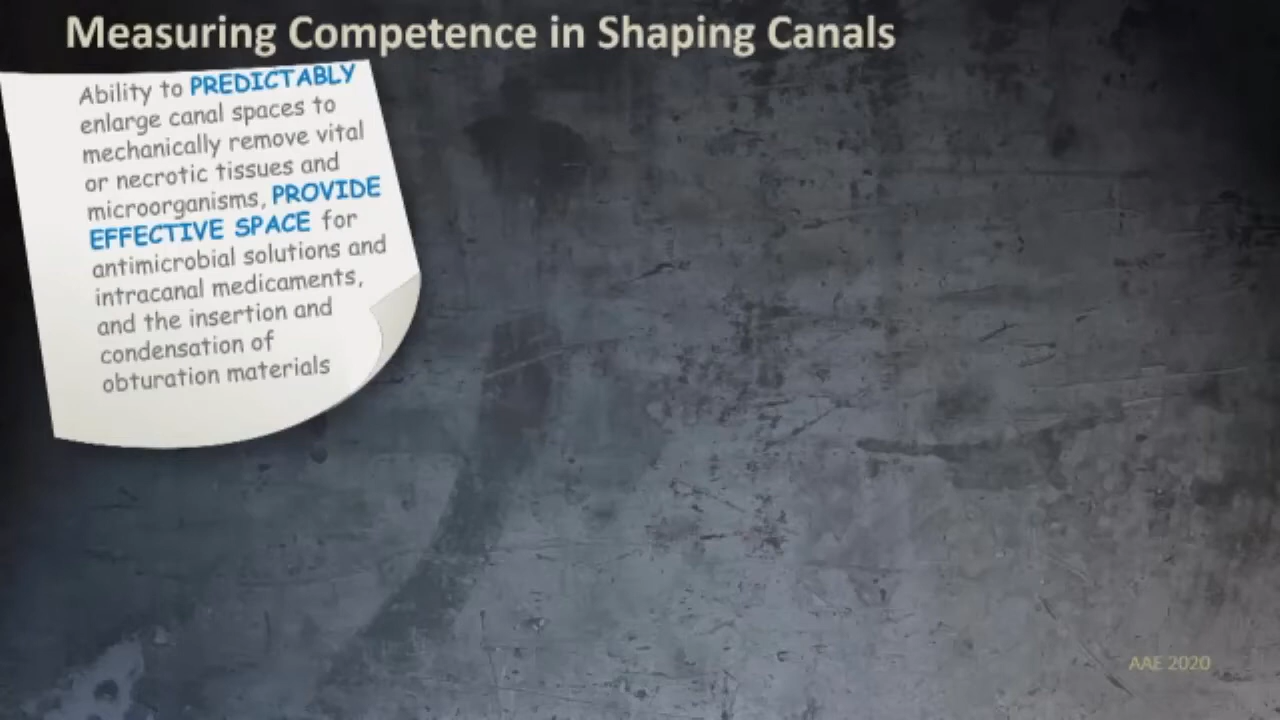 Measuring Competence in Shaping Canals
Ability to PREDICTABLY
enlarge canal spaces to
mechanically remove vital
or necrotic tissues and
microorganisms, PROVIDE
EFFECTIVE SPACE for
antimicrobial solutions and
intracanal medicaments,
and the insertion and
condensation of
obturation materials
AAE 2020